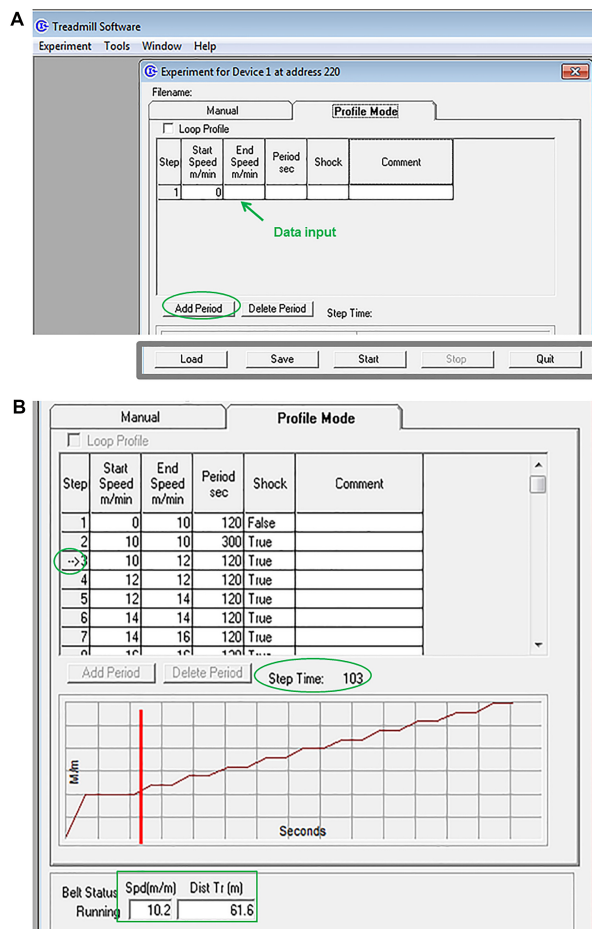 A
Treadmill Software
Experiment Tools Window Help
Experiment for Device 1 at address 220
Filename:
Manual Profile Mode
Loop Profile
Step Start Speed m/min End Speed m/min Period sec Shock Comment
1 0
Data input
Add Period Delete Period Step Time:
Load Save Start Stop Quit
B
Manual Profile Mode
Loop Profile
Step Start Speed m/min End Speed m/min Period sec Shock Comment
1 0 10 120 False
2 10 10 300 True
-->3 10 12 120 True
4 12 12 120 True
5 12 14 120 True
6 14 14 120 True
7 14 16 120 True
Add Period Delete Period Step Time: 103
M/m
Seconds
Belt Status Spd(m/m) Dist Tr (m)
Running 10.2 61.6